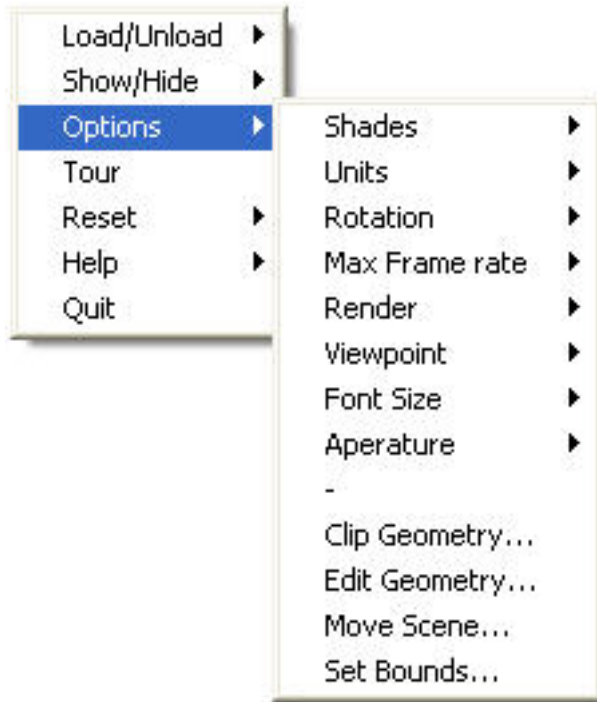 Load/Unload
Show/Hide
Options
Tour
Reset
Help
Quit
Shades
Units
Rotation
Max Frame rate
Render
Viewpoint
Font Size
Aperature
-
Clip Geometry...
Edit Geometry...
Move Scene...
Set Bounds...